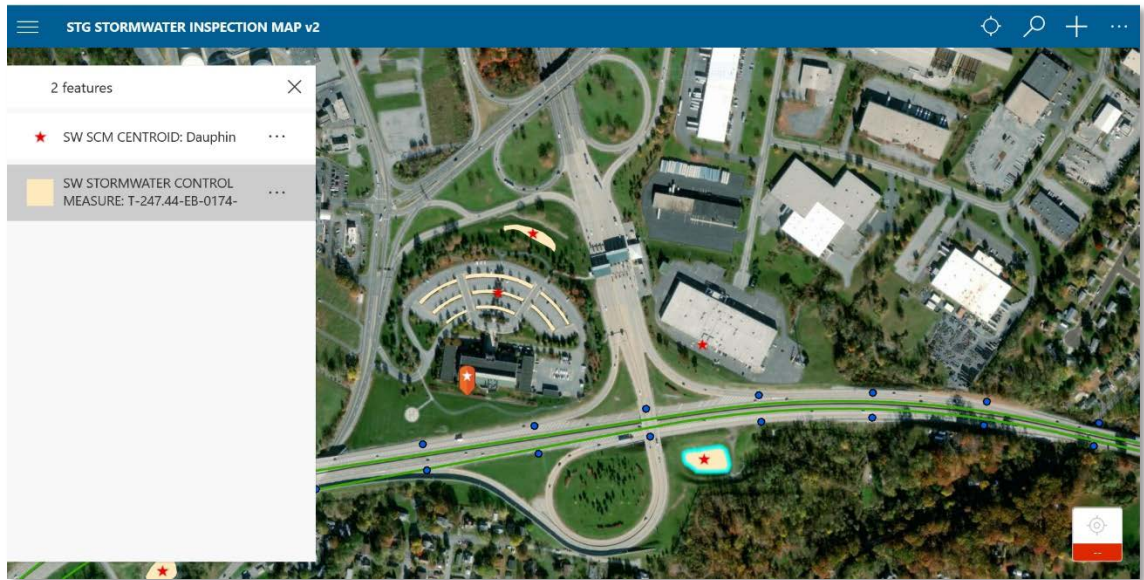 STG STORMWATER INSPECTION MAP v2
2 features
SW SCM CENTROID: Dauphin
SW STORMWATER CONTROL
MEASURE: T-247.44-EB-0174-